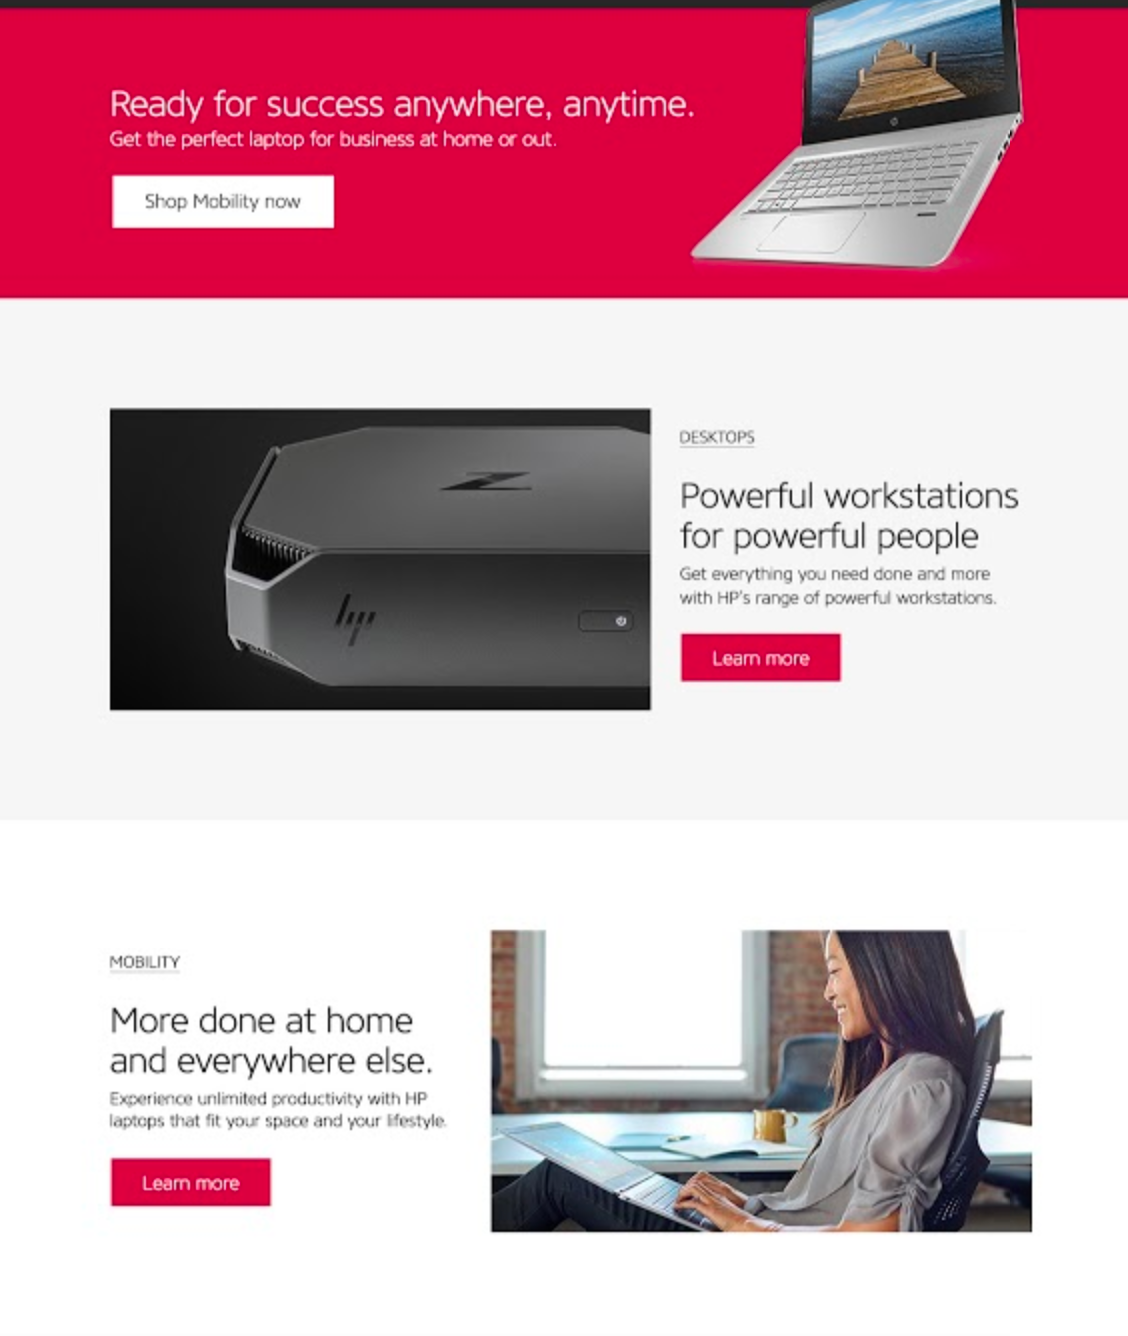 Ready for success anywhere, anytime.
Get the perfect laptop for business at home or out.
Shop Mobility now
DESKTOPS
Powerful workstations
for powerful people
Get everything you need done and more
with HP's range of powerful workstations.
Learn more
MOBILITY
More done at home
and everywhere else.
Experience unlimited productivity with HP
laptops that fit your space and your lifestyle.
Learn more